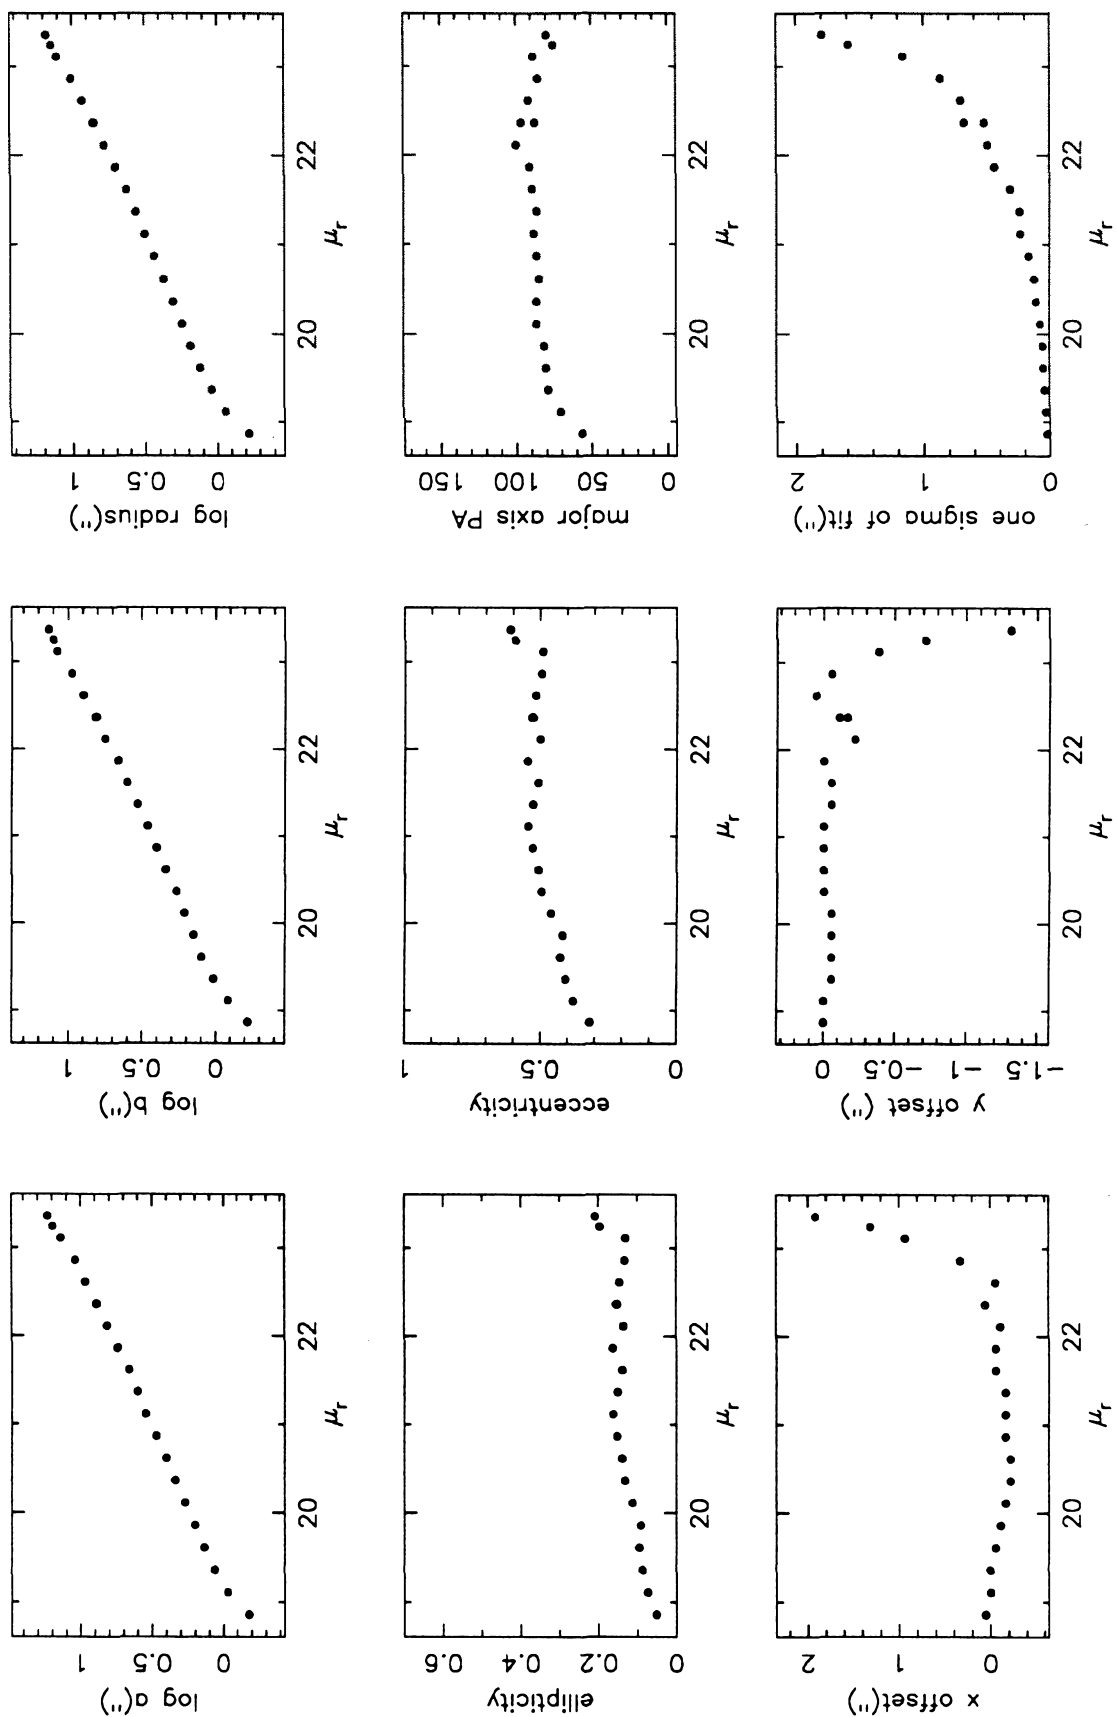 log a(")
1
0.5
0
20
22
μr
log b(")
1
0.5
0
20
22
μr
log radius(")
1
0.5
0
20
22
μr
ellipticity
0.6
0.4
0.2
0
20
22
μr
eccentricity
1
0.5
0
20
22
μr
major axis PA
150
100
50
0
20
22
μr
x offset(")
2
1
0
20
22
μr
y offset (")
0
-0.5
-1
-1.5
20
22
μr
one sigma of fit(")
2
1
0
20
22
μr